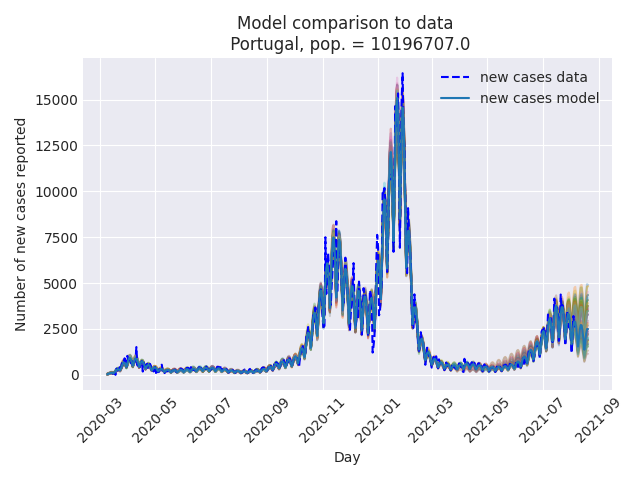 Model comparison to data
Portugal, pop. = 10196707.0
new cases data
new cases model
Number of new cases reported
15000
12500
10000
7500
5000
2500
0
2020-03
2020-05
2020-07
2020-09
2020-11
2021-01
2021-03
2021-05
2021-07
2021-09
Day